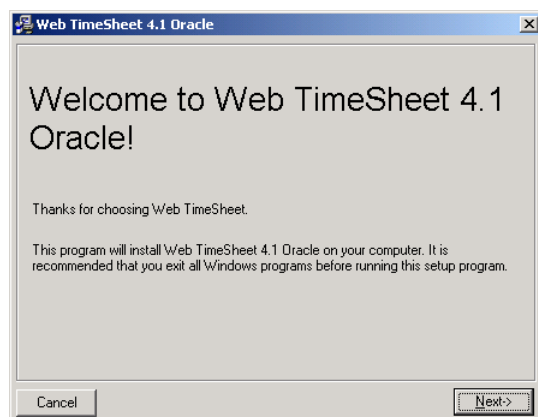 Web TimeSheet 4.1 Oracle
Welcome to Web TimeSheet 4.1
Oracle!
Thanks for choosing Web TimeSheet.
This program will install Web TimeSheet 4.1 Oracle on your computer. It is
recommended that you exit all Windows programs before running this setup program.
Cancel
Next->